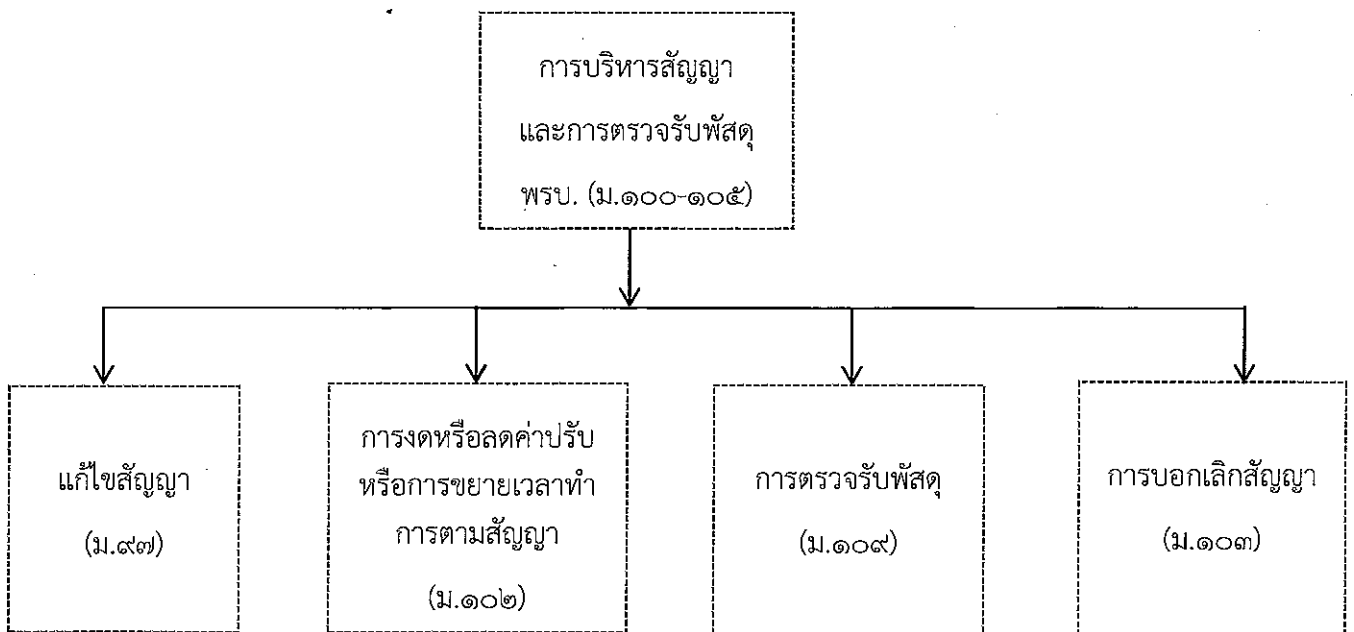 การบริหารสัญญา
และการตรวจรับพัสดุ
พรบ. (ม.๑๐๐-๑๐๕)
แก้ไขสัญญา
(ม.๙๗)
การงดหรือลดค่าปรับ
หรือการขยายเวลาทำ
การตามสัญญา
(ม.๑๐๒)
การตรวจรับพัสดุ
(ม.๑๐๙)
การบอกเลิกสัญญา
(ม.๑๐๓)